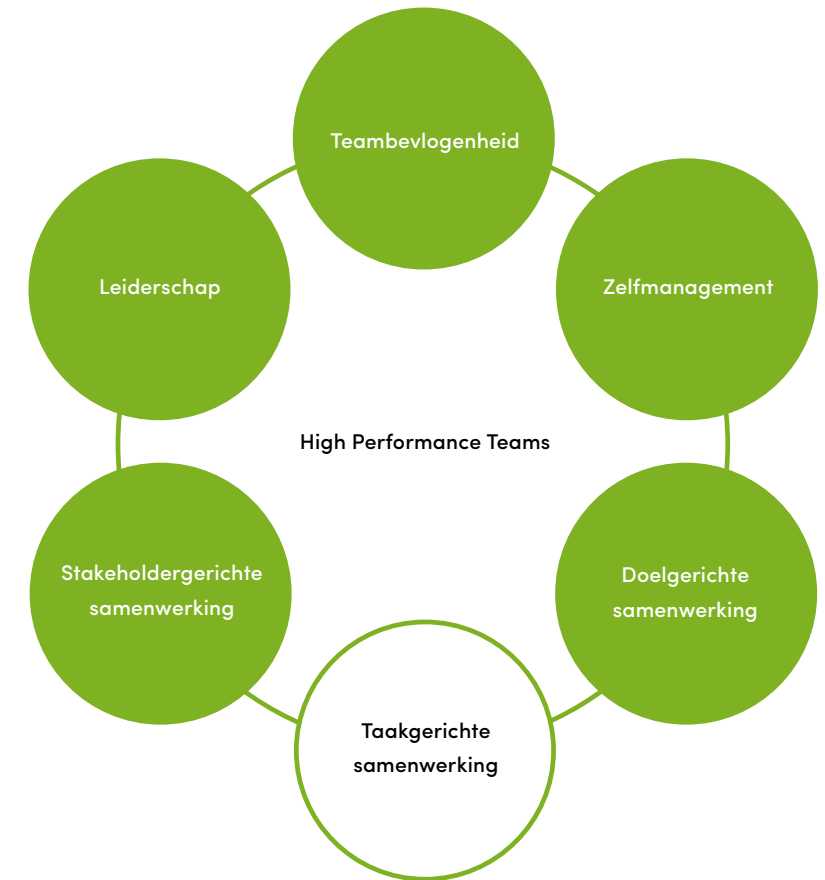 Teambevlogenheid
Leiderschap
Zelfmanagement
High Performance Teams
Stakeholdergerichte
samenwerking
Doelgerichte
samenwerking
Taakgerichte
samenwerking